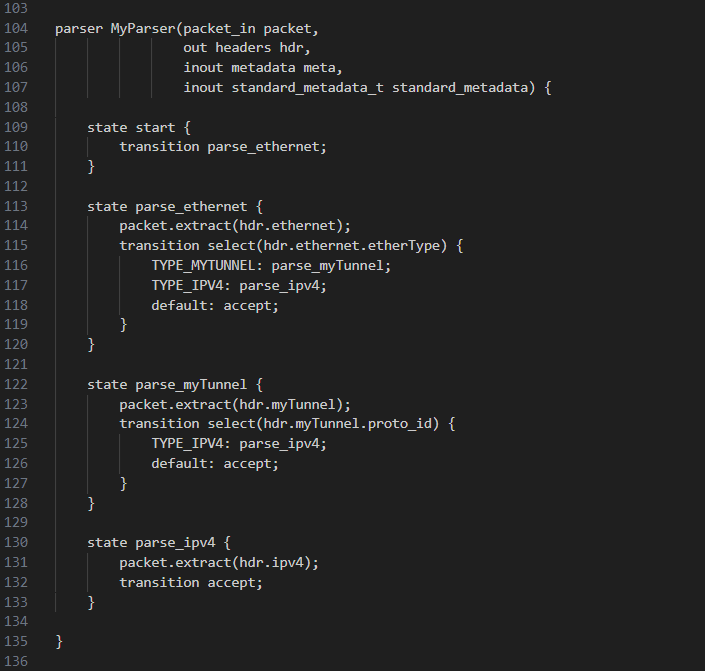 103
104 parser MyParser(packet_in packet,
105 out headers hdr,
106 inout metadata meta,
107 inout standard_metadata_t standard_metadata) {
108
109 state start {
110 transition parse_ethernet;
111 }
112
113 state parse_ethernet {
114 packet.extract(hdr.ethernet);
115 transition select(hdr.ethernet.etherType) {
116 TYPE_MYTUNNEL: parse_myTunnel;
117 TYPE_IPV4: parse_ipv4;
118 default: accept;
119 }
120 }
121
122 state parse_myTunnel {
123 packet.extract(hdr.myTunnel);
124 transition select(hdr.myTunnel.proto_id) {
125 TYPE_IPV4: parse_ipv4;
126 default: accept;
127 }
128 }
129
130 state parse_ipv4 {
131 packet.extract(hdr.ipv4);
132 transition accept;
133 }
134
135 }
136